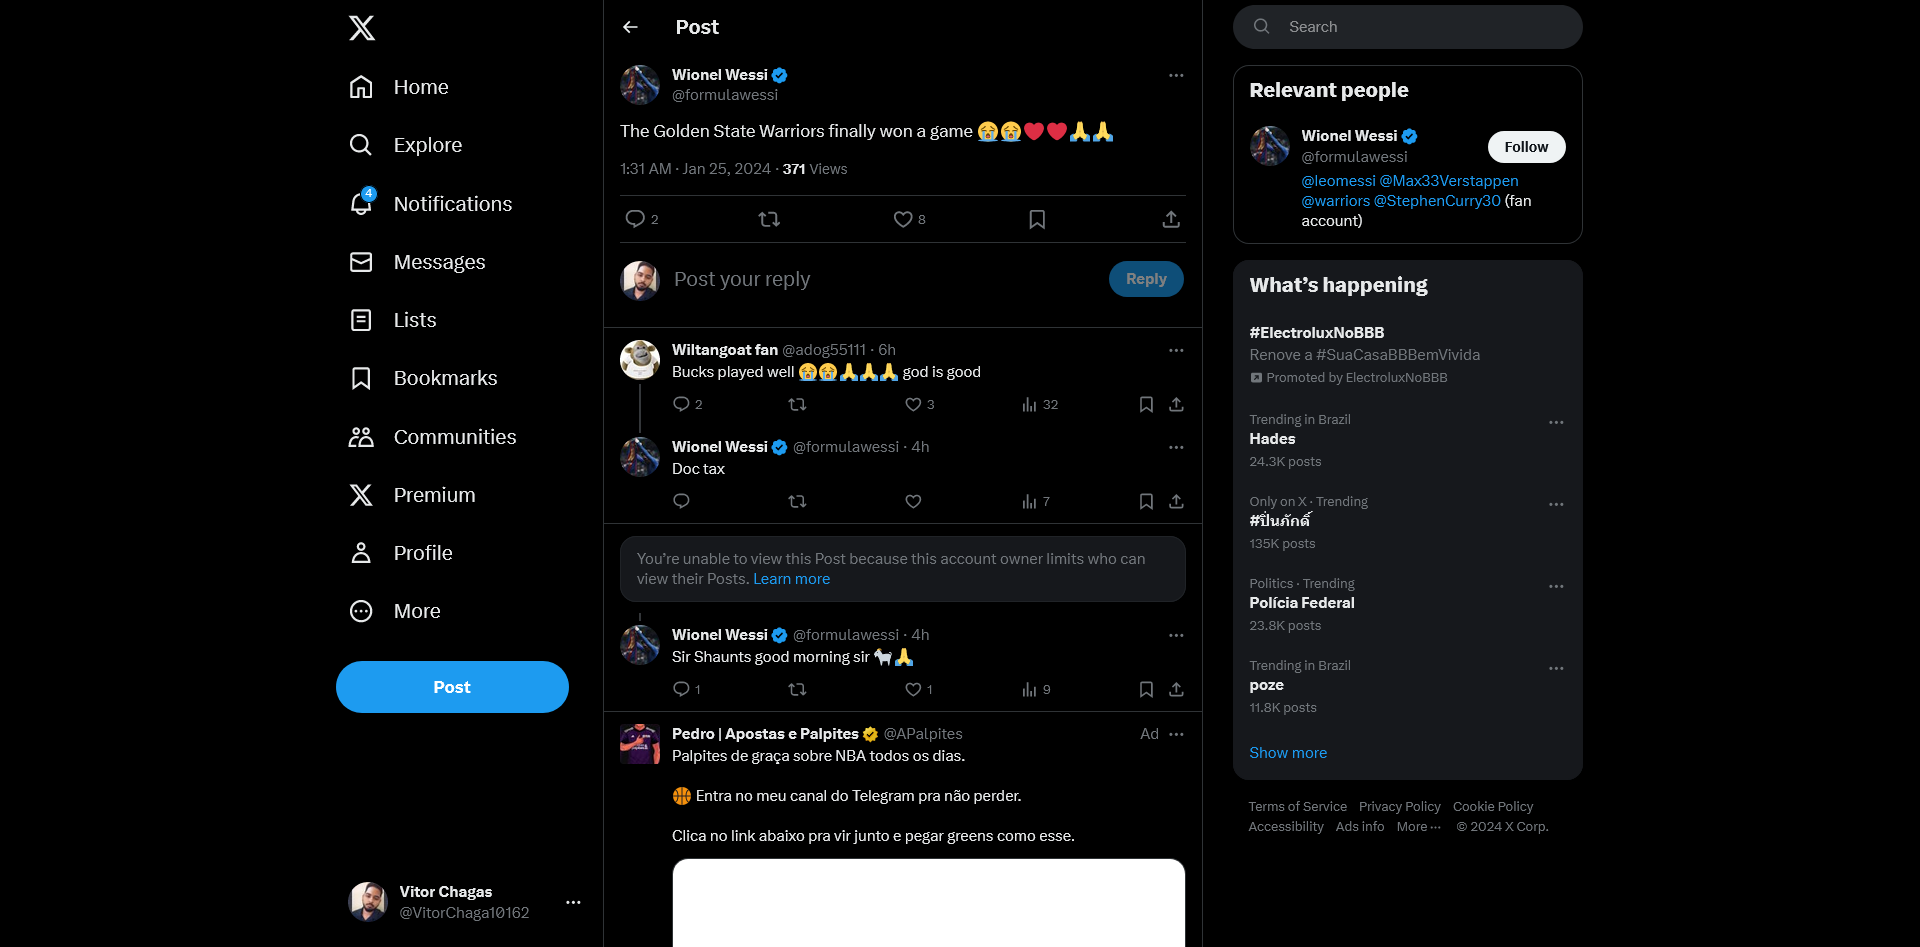 Home
Explore
4
Notifications
Messages
Lists
Bookmarks
Communities
Premium
Profile
More
Post
Vitor Chagas
@VitorChaga10162
Post
Wionel Wessi
@formulawessi
The Golden State Warriors finally won a game 😭😭❤️❤️🙏🙏
1:31 AM · Jan 25, 2024 · 371 Views
2 8
Post your reply
Reply
Wiltangoat fan @adog55111 · 6h
Bucks played well 😭😭🙏🙏🙏 god is good
2 3 32
Wionel Wessi @formulawessi · 4h
Doc tax
7
You’re unable to view this Post because this account owner limits who can
view their Posts. Learn more
Wionel Wessi @formulawessi · 4h
Sir Shaunts good morning sir 🐐🙏
1 1 9
Pedro | Apostas e Palpites @APalpites Ad
Palpites de graça sobre NBA todos os dias.
🏀 Entra no meu canal do Telegram pra não perder.
Clica no link abaixo pra vir junto e pegar greens como esse.
Search
Relevant people
Wionel Wessi
@formulawessi
Follow
@leomessi @Max33Verstappen
@warriors @StephenCurry30 (fan
account)
What’s happening
#ElectroluxNoBBB
Renove a #SuaCasaBBBemVivida
Promoted by ElectroluxNoBBB
Trending in Brazil
Hades
24.3K posts
Only on X · Trending
#ปิ่นภักดิ์
135K posts
Politics · Trending
Polícia Federal
23.8K posts
Trending in Brazil
poze
11.8K posts
Show more
Terms of Service Privacy Policy Cookie Policy
Accessibility Ads info More ··· © 2024 X Corp.